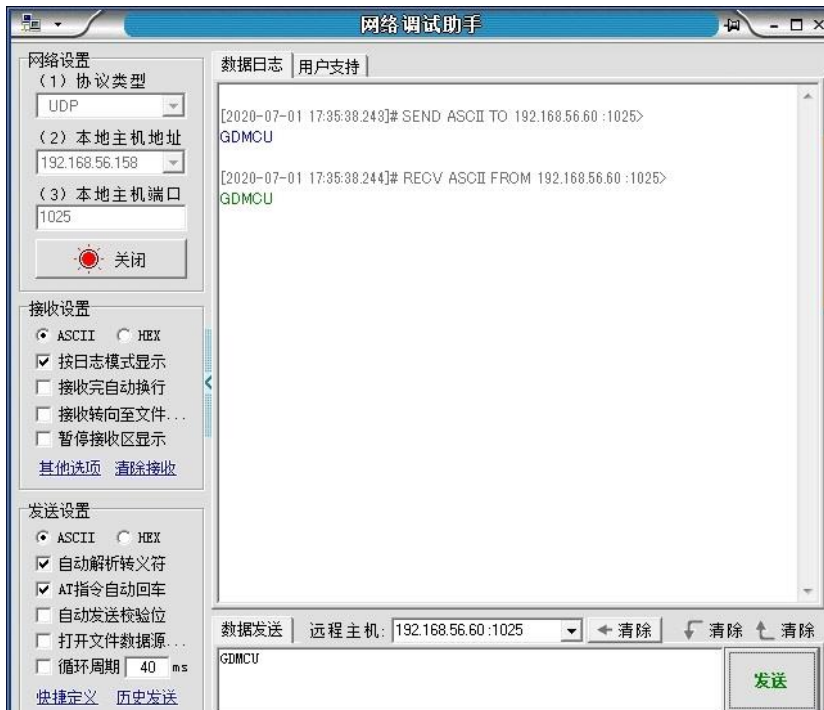 网络调试助手
网络设置
（1）协议类型
UDP
（2）本地主机地址
192.168.56.158
（3）本地主机端口
1025
关闭
接收设置
ASCII HEX
按日志模式显示
接收完自动换行
接收转向至文件...
暂停接收区显示
其他选项 清除接收
发送设置
ASCII HEX
自动解析转义符
AT指令自动回车
自动发送校验位
打开文件数据源...
循环周期 40 ms
快捷定义 历史发送
数据日志 用户支持
[2020-07-01 17:35:38.243]# SEND ASCII TO 192.168.56.60 :1025>
GDMCU
[2020-07-01 17:35:38.244]# RECV ASCII FROM 192.168.56.60 :1025>
GDMCU
数据发送 远程主机: 192.168.56.60 :1025 清除 清除 清除
GDMCU
发送